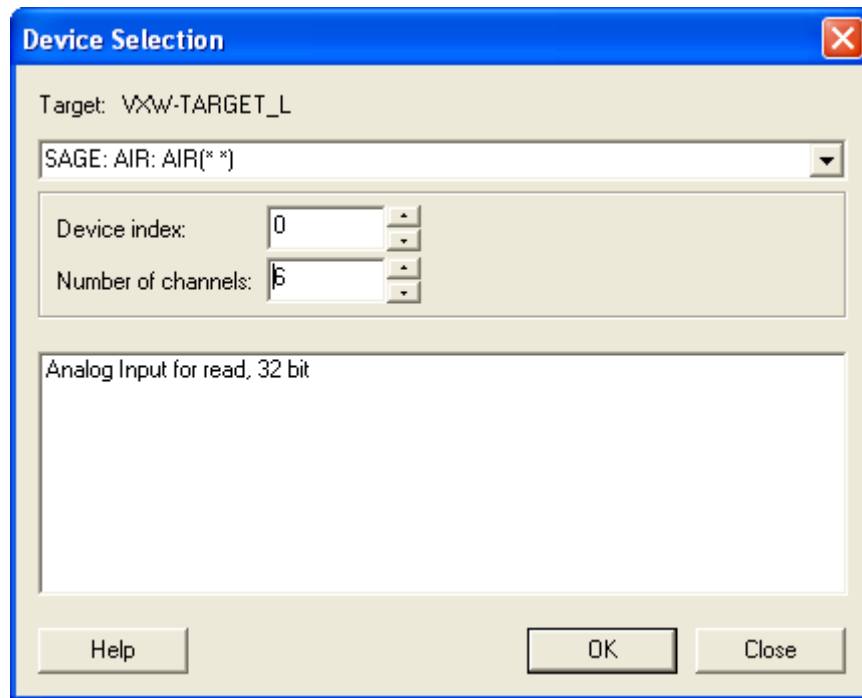 Device Selection
Target: VXW-TARGET_L
SAGE: AIR: AIR(* *)
Device index: 0
Number of channels: 6
Analog Input for read, 32 bit
Help OK Close